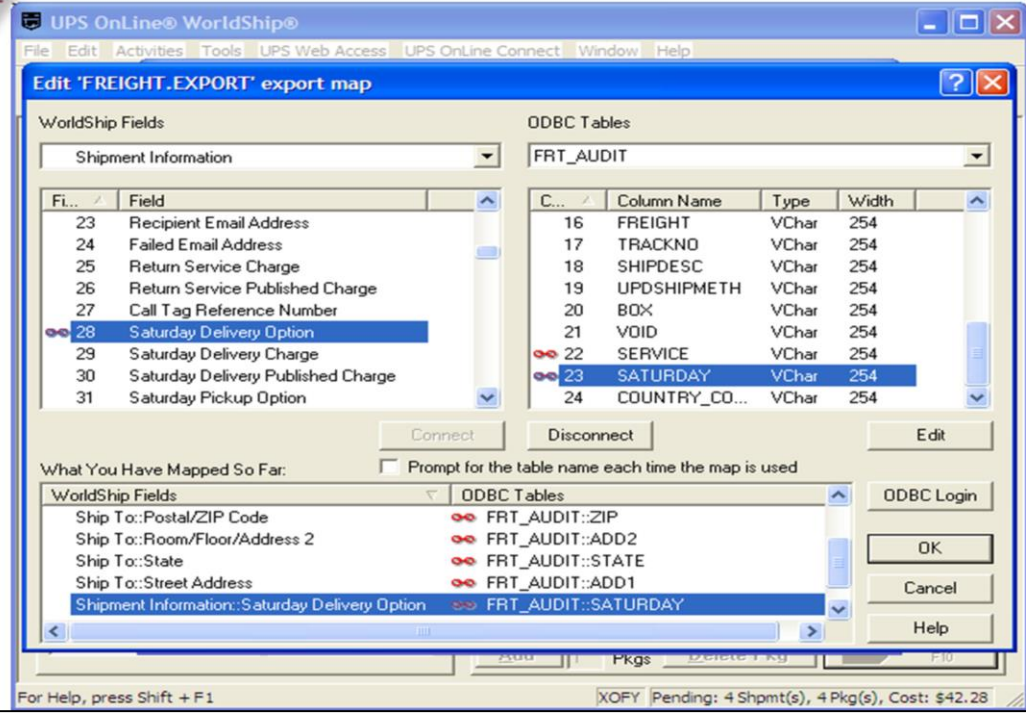 UPS OnLine® WorldShip®
File Edit Activities Tools UPS Web Access UPS OnLine Connect Window Help
Edit 'FREIGHT.EXPORT' export map
WorldShip Fields
Shipment Information
Fi... Field
23 Recipient Email Address
24 Failed Email Address
25 Return Service Charge
26 Return Service Published Charge
27 Call Tag Reference Number
28 Saturday Delivery Option
29 Saturday Delivery Charge
30 Saturday Delivery Published Charge
31 Saturday Pickup Option
Connect
ODBC Tables
FRT_AUDIT
C... Column Name Type Width
16 FREIGHT VChar 254
17 TRACKNO VChar 254
18 SHIPDESC VChar 254
19 UPDSHIPMETH VChar 254
20 BOX VChar 254
21 VOID VChar 254
22 SERVICE VChar 254
23 SATURDAY VChar 254
24 COUNTRY_CO... VChar 254
Disconnect Edit
What You Have Mapped So Far: Prompt for the table name each time the map is used
WorldShip Fields ODBC Tables
Ship To::Postal/ZIP Code FRT_AUDIT::ZIP
Ship To::Room/Floor/Address 2 FRT_AUDIT::ADD2
Ship To::State FRT_AUDIT::STATE
Ship To::Street Address FRT_AUDIT::ADD1
Shipment Information::Saturday Delivery Option FRT_AUDIT::SATURDAY
ODBC Login
OK
Cancel
Help
Add Pkgs Delete Pkg F10
For Help, press Shift + F1 XOFY Pending: 4 Shpmt(s), 4 Pkg(s), Cost: $42.28